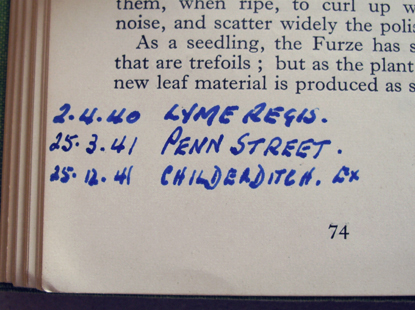 them, when ripe, to curl up w
noise, and scatter widely the polis
As a seedling, the Furze has s
that are trefoils ; but as the plant
new leaf material is produced as s
2.4.40 LYME REGIS.
25.3.41 PENN STREET.
25.12.41 CHILDERDITCH. Ex
74